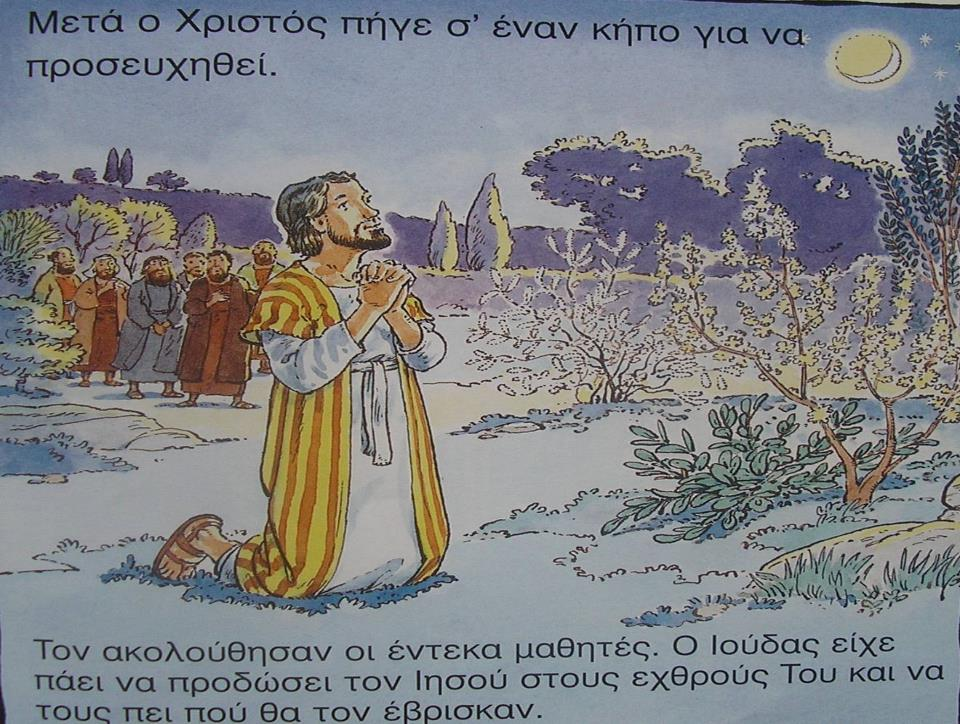 Μετά ο Χριστός πήγε σ' έναν κήπο για να
προσευχηθεί.
Τον ακολούθησαν οι έντεκα μαθητές. Ο Ιούδας είχε
πάει να προδώσει τον Ιησού στους εχθρούς Του και να
τους πει πού θα τον έβρισκαν.